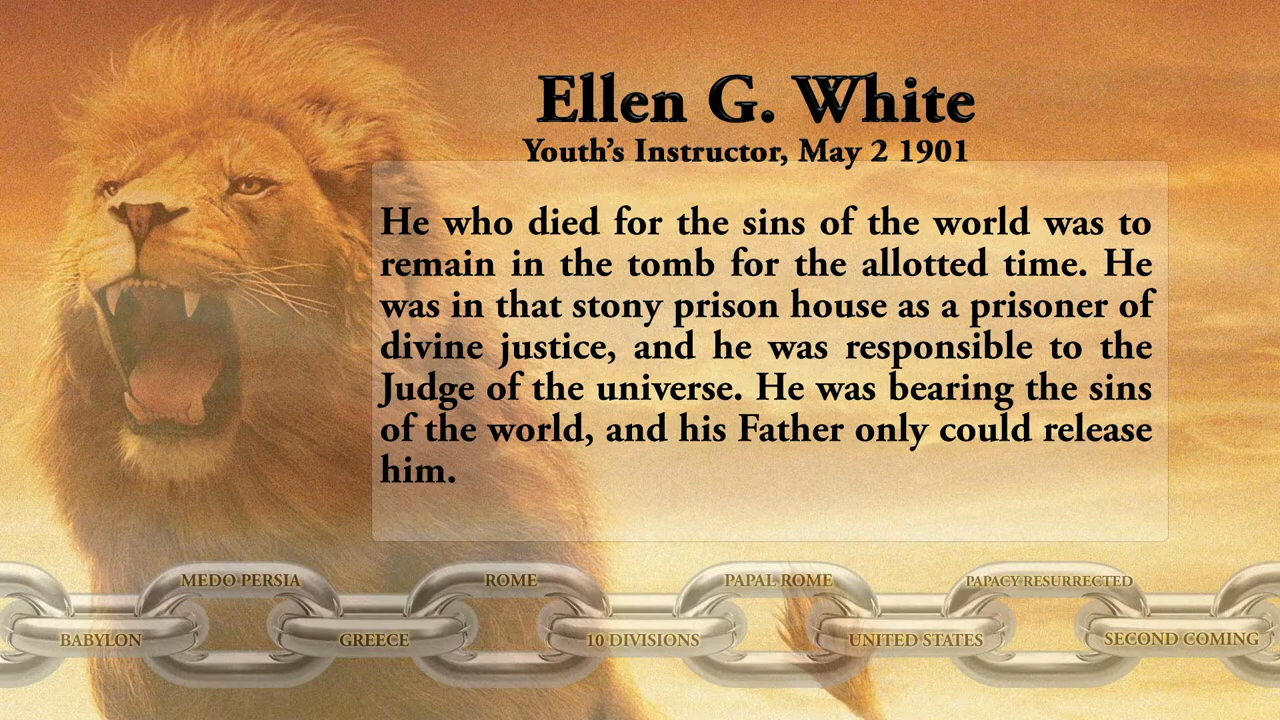 Ellen G. White
Youth's Instructor, May 2 1901
He who died for the sins of the world was to
remain in the tomb for the allotted time. He
was in that stony prison house as a prisoner of
divine justice, and he was responsible to the
Judge of the universe. He was bearing the sins
of the world, and his Father only could release
him.
MEDO PERSIA ROME PAPAL ROME PAPACY RESURRECTED
BABYLON GREECE 10 DIVISIONS UNITED STATES SECOND COMING